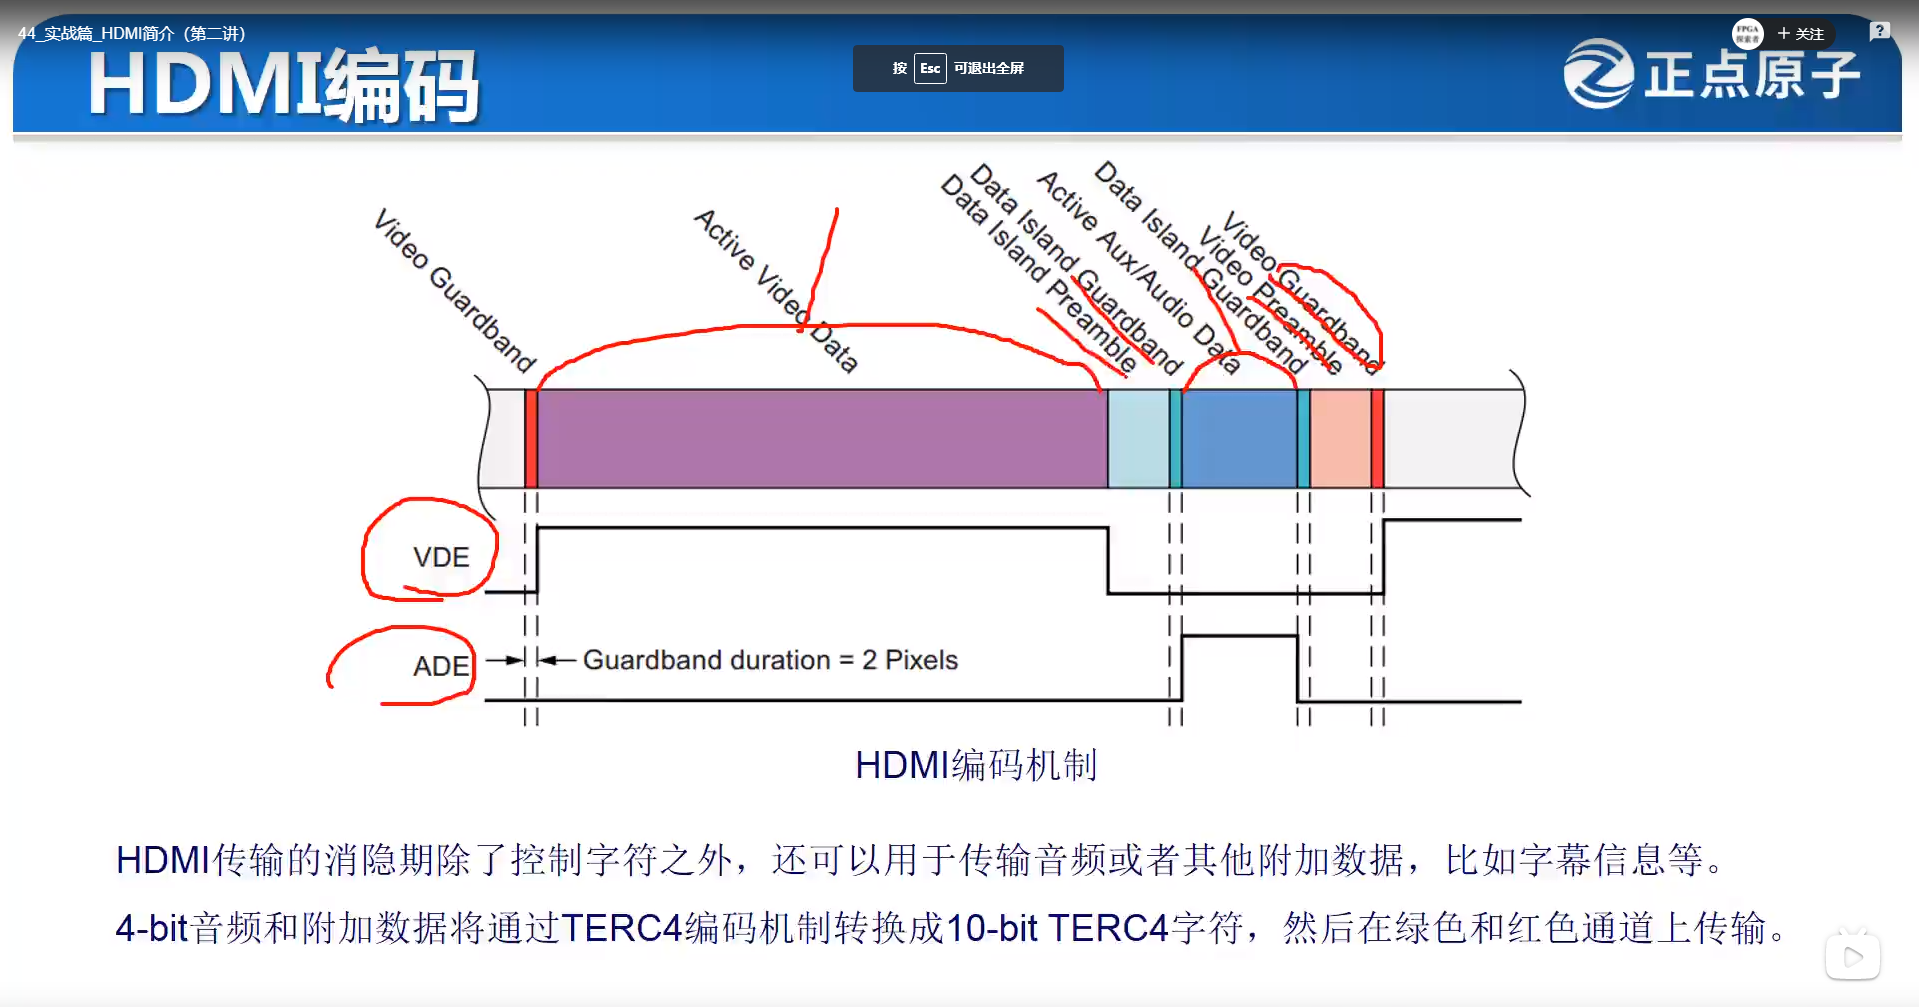 44_实战篇_HDMI简介（第二讲）
FPGA
探索者
+ 关注
?
按 Esc 可退出全屏
HDMI编码
正点原子
Video Guardband
Active Video Data
Data Island Preamble
Data Island Guardband
Active Aux/Audio Data
Data Island Guardband
Video Preamble
Video Guardband
VDE
ADE
Guardband duration = 2 Pixels
HDMI编码机制
HDMI传输的消隐期除了控制字符之外，还可以用于传输音频或者其他附加数据，比如字幕信息等。
4-bit音频和附加数据将通过TERC4编码机制转换成10-bit TERC4字符，然后在绿色和红色通道上传输。